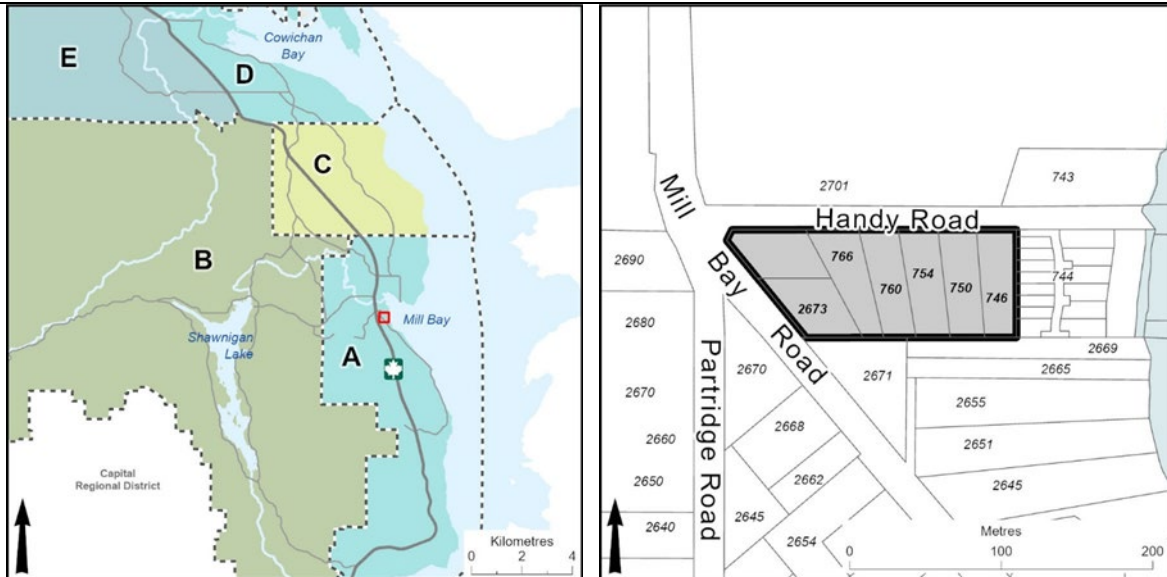 Cowichan
Bay
E
D
C
B
Shawnigan
Lake
A
Mill Bay
Capital
Regional District
Kilometres
0 2 4
743
2701
Mill Bay Road
Handy Road
2690
766
754
760
750
746
744
2673
2680
2669
2665
2670
2671
2670
Partridge Road
2655
2668
2651
2660
2662
2650
2645
2645
2640
2654
Metres
0 100 200